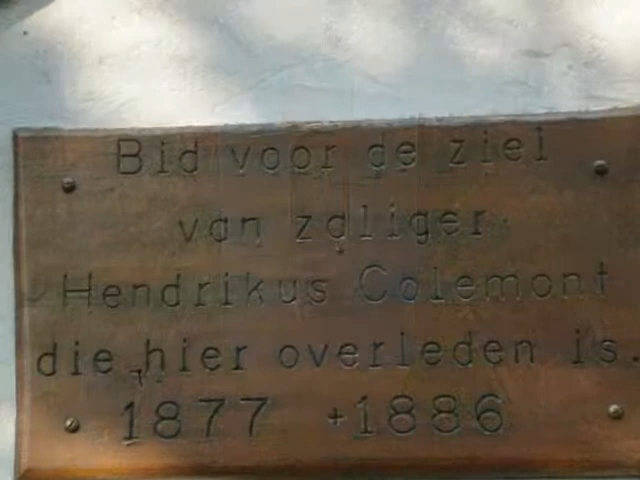 Bid voor de ziel
van zaliger
Hendrikus Colemont
die hier overleden is.
1877 +1886